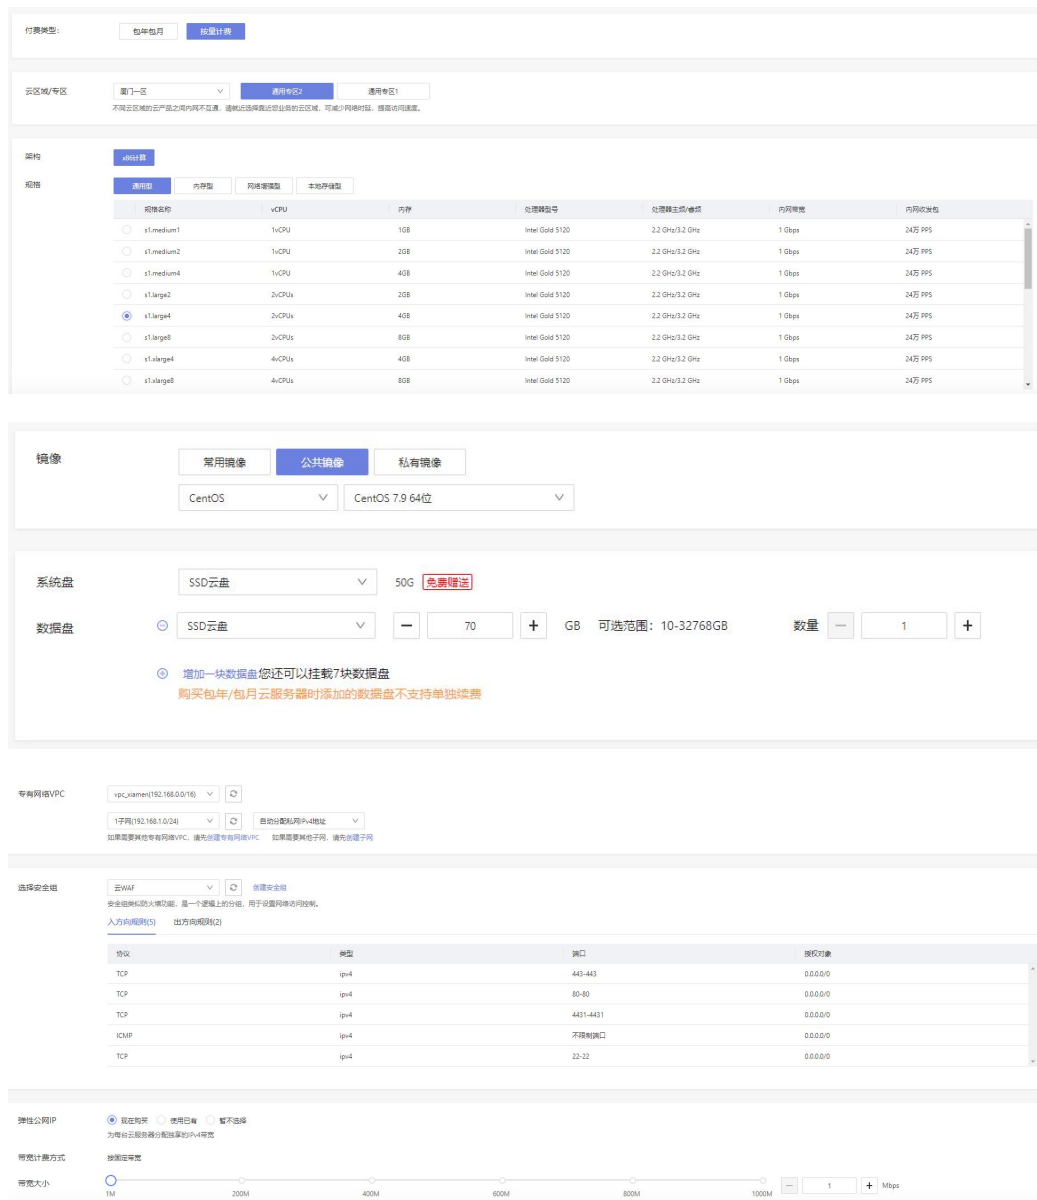 付费类型: 包年包月 按量计费
云区域/专区 厦门一区 通用专区2 通用专区1
不同云区域的云产品之间内网不互通，请就近选择靠近您业务的云区域，可减少网络时延，提高访问速度。
架构 x86计算
规格 通用型 内存型 网络增强型 本地存储型
规格名称 vCPU 内存 处理器型号 处理器主频/睿频 内网带宽 内网收发包
s1.medium1 1vCPU 1GB Intel Gold 5120 2.2 GHz/3.2 GHz 1 Gbps 24万 PPS
s1.medium2 1vCPU 2GB Intel Gold 5120 2.2 GHz/3.2 GHz 1 Gbps 24万 PPS
s1.medium4 1vCPU 4GB Intel Gold 5120 2.2 GHz/3.2 GHz 1 Gbps 24万 PPS
s1.large2 2vCPUs 2GB Intel Gold 5120 2.2 GHz/3.2 GHz 1 Gbps 24万 PPS
s1.large4 2vCPUs 4GB Intel Gold 5120 2.2 GHz/3.2 GHz 1 Gbps 24万 PPS
s1.large8 2vCPUs 8GB Intel Gold 5120 2.2 GHz/3.2 GHz 1 Gbps 24万 PPS
s1.xlarge4 4vCPUs 4GB Intel Gold 5120 2.2 GHz/3.2 GHz 1 Gbps 24万 PPS
s1.xlarge8 4vCPUs 8GB Intel Gold 5120 2.2 GHz/3.2 GHz 1 Gbps 24万 PPS
镜像 常用镜像 公共镜像 私有镜像
CentOS CentOS 7.9 64位
系统盘 SSD云盘 50G 免费赠送
数据盘 SSD云盘 — 70 + GB 可选范围：10-32768GB 数量 — 1 +
增加一块数据盘您还可以挂载7块数据盘
购买包年/包月云服务器时添加的数据盘不支持单独续费
专有网络VPC vpc_xiamen(192.168.0.0/16)
1子网(192.168.1.0/24) 自动分配私网IPv4地址
如果需要其他专有网络VPC，请先创建专有网络VPC 如果需要其他子网，请先创建子网
选择安全组 云WAF 创建安全组
安全组类似防火墙功能，是一个逻辑上的分组，用于设置网络访问控制。
入方向规则(5) 出方向规则(2)
协议 类型 端口 授权对象
TCP ipv4 443-443 0.0.0.0/0
TCP ipv4 80-80 0.0.0.0/0
TCP ipv4 4431-4431 0.0.0.0/0
ICMP ipv4 不限制端口 0.0.0.0/0
TCP ipv4 22-22 0.0.0.0/0
弹性公网IP 现在购买 使用已有 暂不选择
为每台云服务器分配独享的IPv4带宽
带宽计费方式 按固定带宽
带宽大小 — 1 + Mbps
1M 200M 400M 600M 800M 1000M